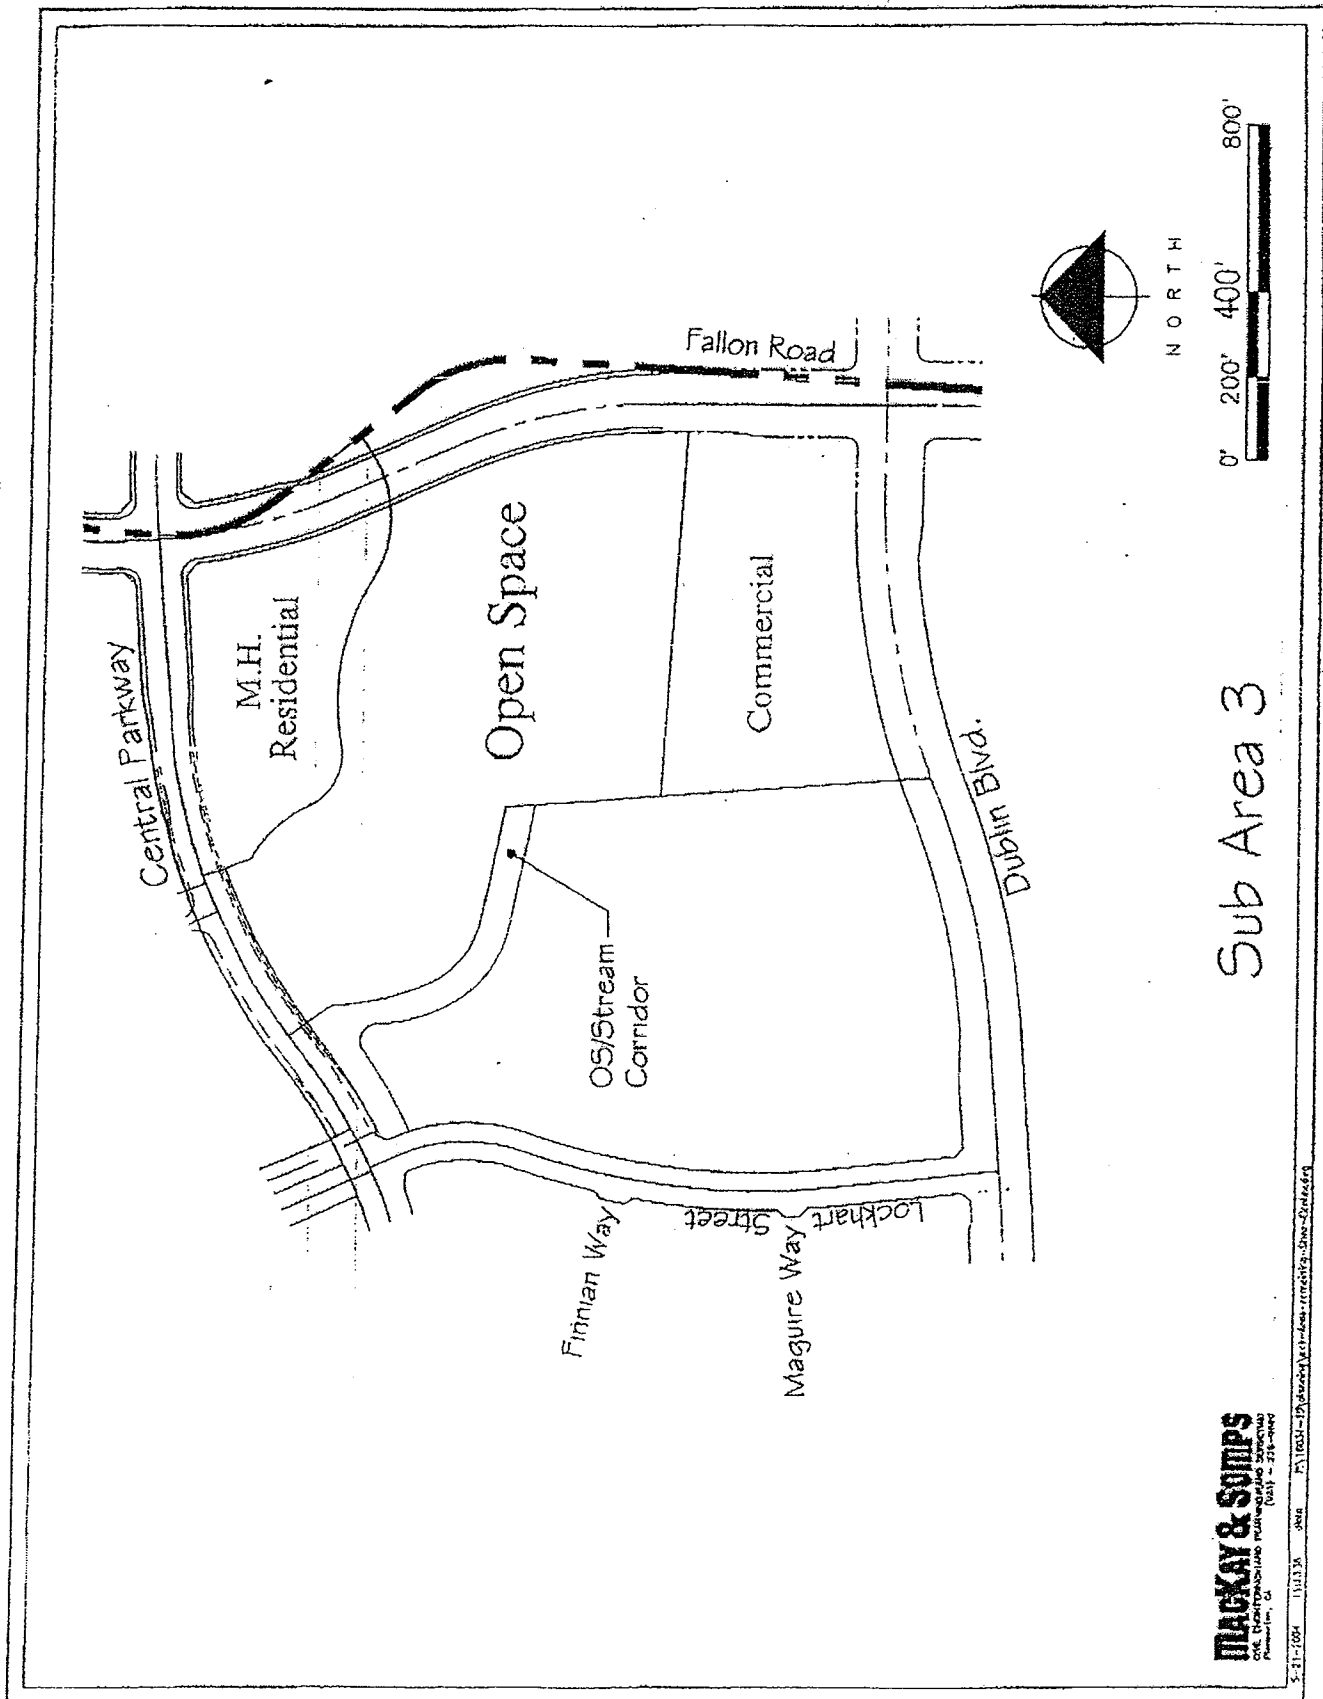 Central Parkway
M.H.
Residential
Fallon Road
Open Space
Commercial
OS/Stream
Corridor
Dublin Blvd.
Finnian Way
Maguire Way
Lockhart
Street
NORTH
0' 200' 400' 800'
Sub Area 3
MACKAY & SOMPS